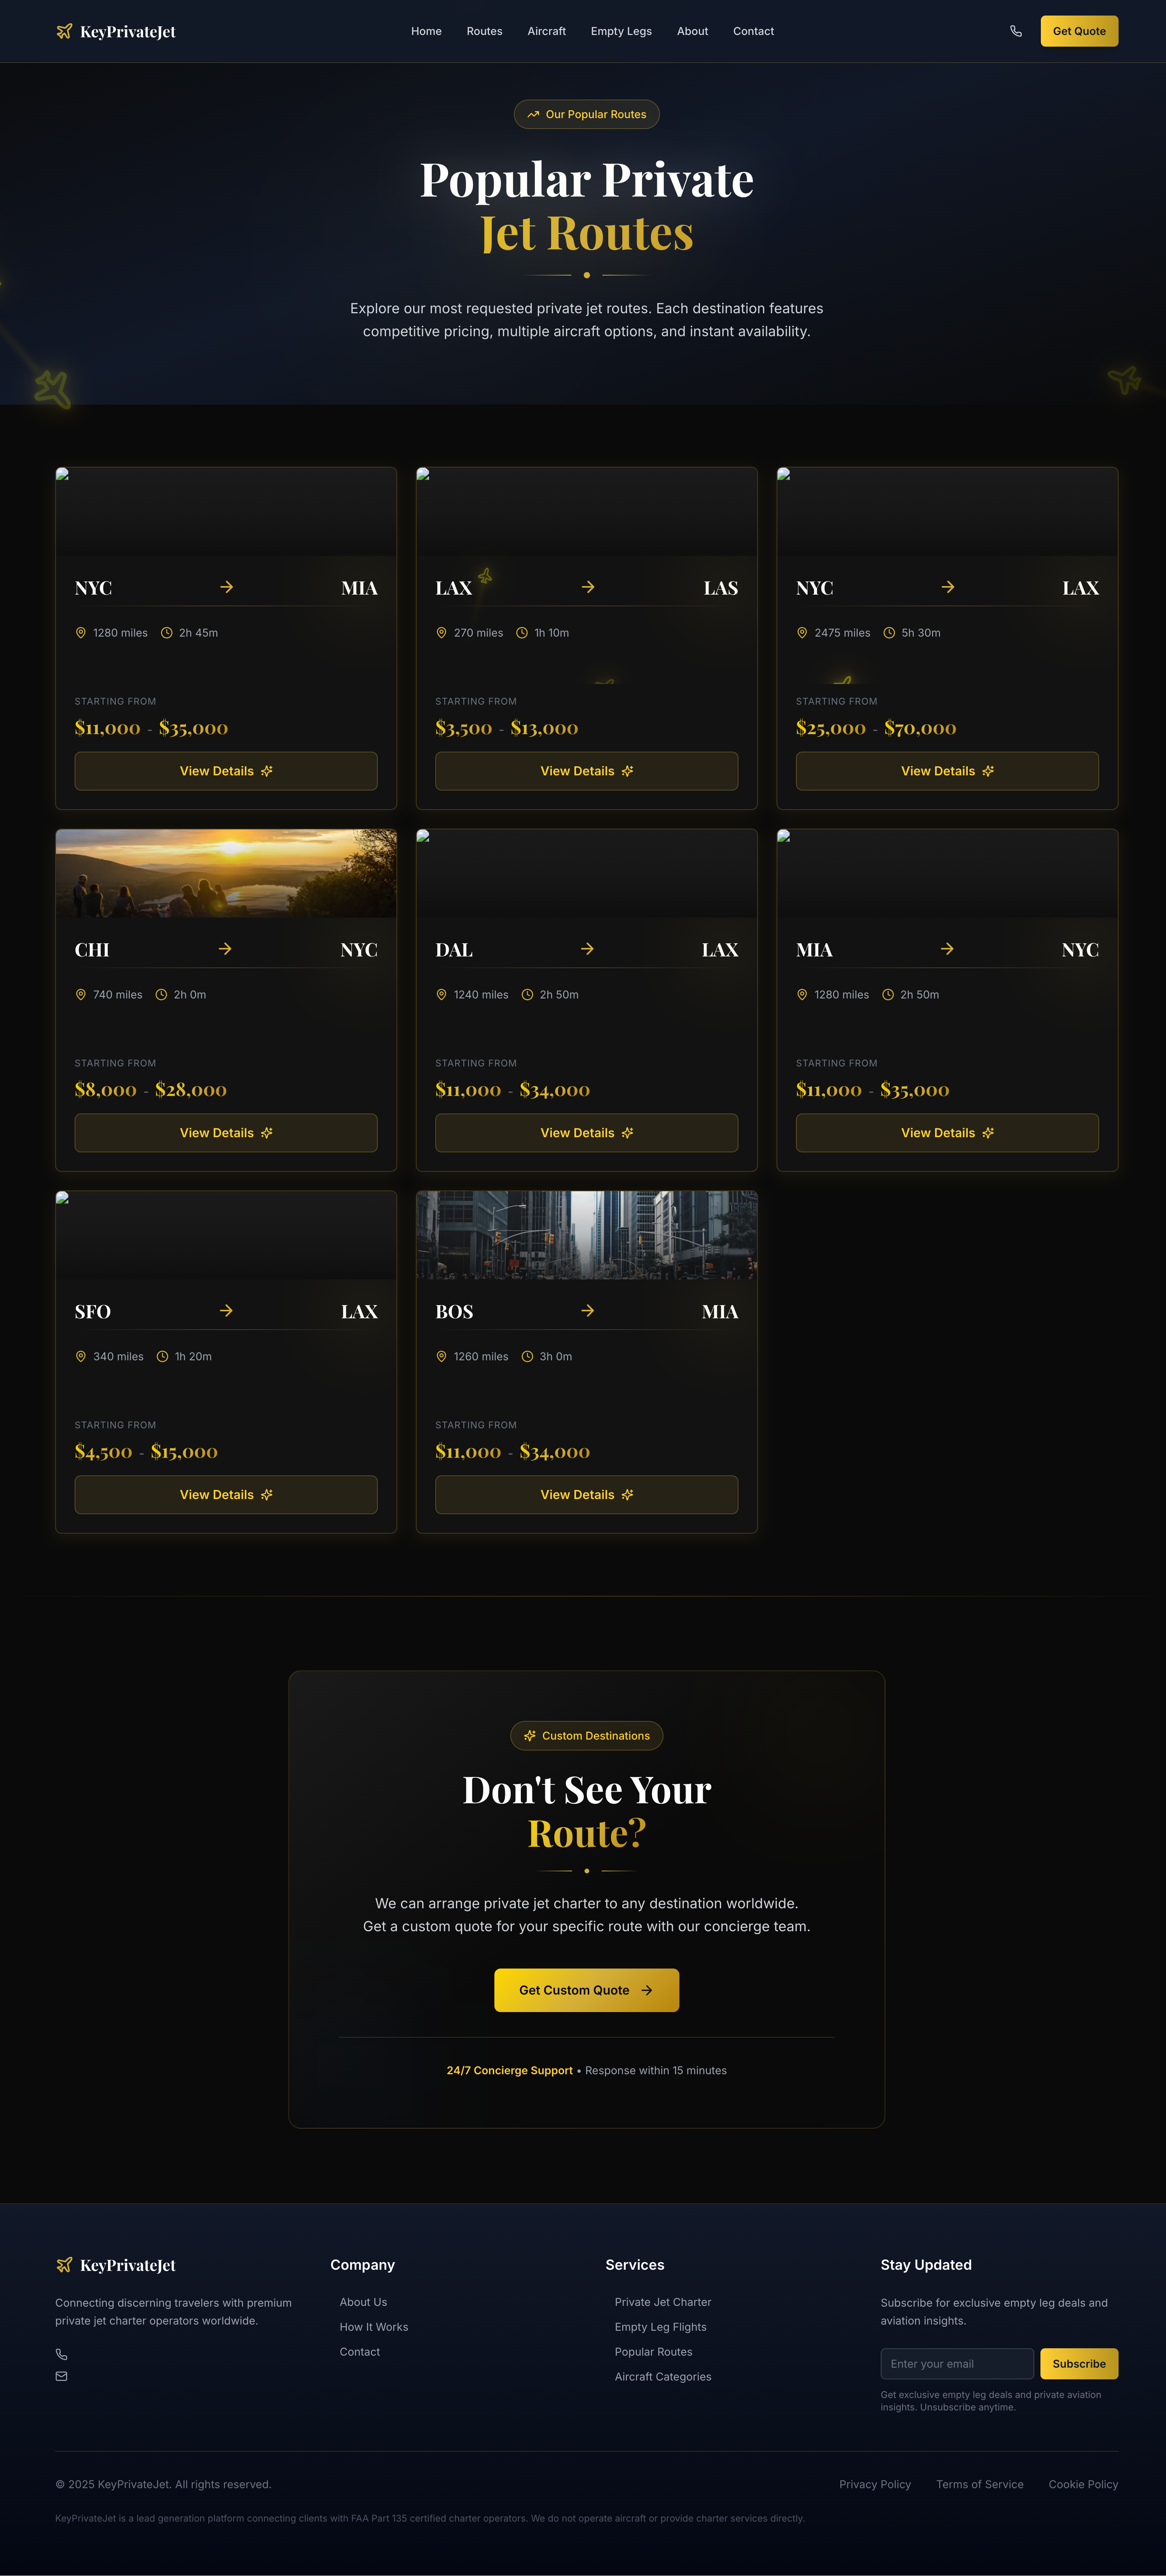 KeyPrivateJet
Home Routes Aircraft Empty Legs About Contact
Get Quote
Our Popular Routes
Popular Private
Jet Routes
Explore our most requested private jet routes. Each destination features
competitive pricing, multiple aircraft options, and instant availability.
NYC MIA
1280 miles 2h 45m
STARTING FROM
$11,000 - $35,000
View Details
LAX LAS
270 miles 1h 10m
STARTING FROM
$3,500 - $13,000
View Details
NYC LAX
2475 miles 5h 30m
STARTING FROM
$25,000 - $70,000
View Details
CHI NYC
740 miles 2h 0m
STARTING FROM
$8,000 - $28,000
View Details
DAL LAX
1240 miles 2h 50m
STARTING FROM
$11,000 - $34,000
View Details
MIA NYC
1280 miles 2h 50m
STARTING FROM
$11,000 - $35,000
View Details
SFO LAX
340 miles 1h 20m
STARTING FROM
$4,500 - $15,000
View Details
BOS MIA
1260 miles 3h 0m
STARTING FROM
$11,000 - $34,000
View Details
Custom Destinations
Don't See Your
Route?
We can arrange private jet charter to any destination worldwide.
Get a custom quote for your specific route with our concierge team.
Get Custom Quote
24/7 Concierge Support • Response within 15 minutes
KeyPrivateJet
Connecting discerning travelers with premium
private jet charter operators worldwide.
Company
About Us
How It Works
Contact
Services
Private Jet Charter
Empty Leg Flights
Popular Routes
Aircraft Categories
Stay Updated
Subscribe for exclusive empty leg deals and
aviation insights.
Enter your email
Subscribe
Get exclusive empty leg deals and private aviation
insights. Unsubscribe anytime.
© 2025 KeyPrivateJet. All rights reserved.
Privacy Policy Terms of Service Cookie Policy
KeyPrivateJet is a lead generation platform connecting clients with FAA Part 135 certified charter operators. We do not operate aircraft or provide charter services directly.